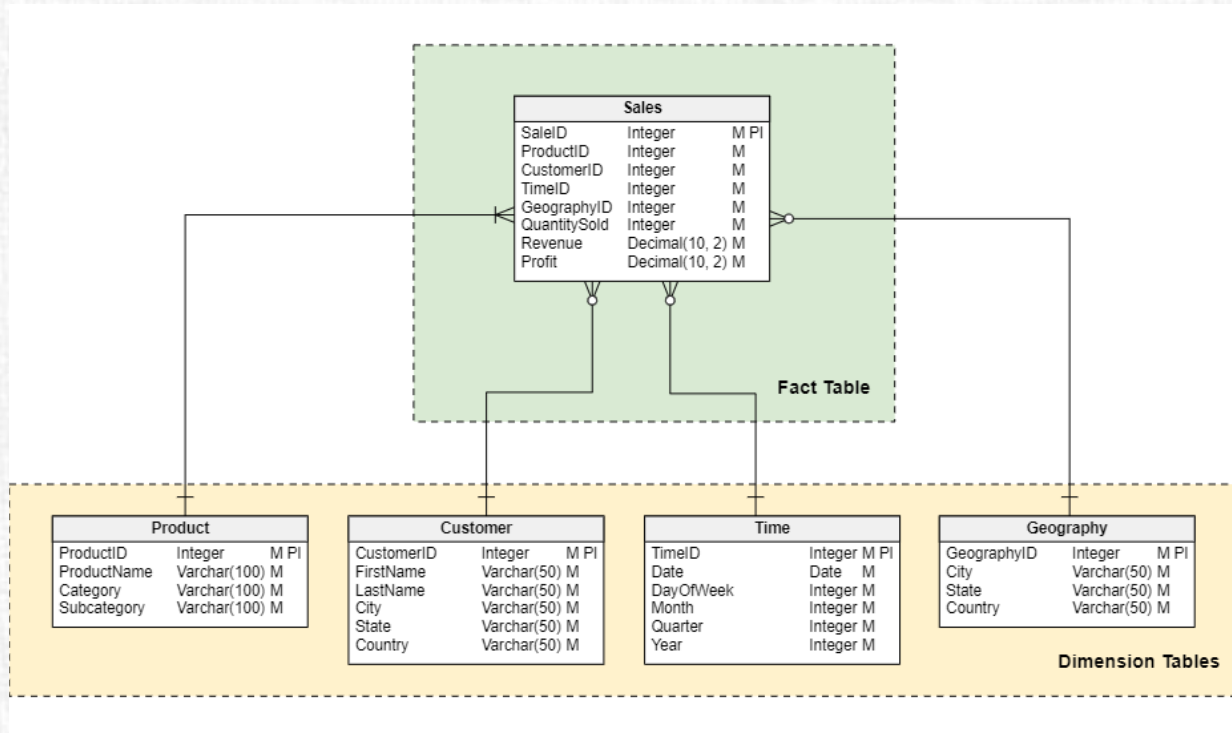 Sales
SaleID Integer M PI
ProductID Integer M
CustomerID Integer M
TimeID Integer M
GeographyID Integer M
QuantitySold Integer M
Revenue Decimal(10, 2) M
Profit Decimal(10, 2) M
Fact Table
Product
ProductID Integer M PI
ProductName Varchar(100) M
Category Varchar(100) M
Subcategory Varchar(100) M
Customer
CustomerID Integer M PI
FirstName Varchar(50) M
LastName Varchar(50) M
City Varchar(50) M
State Varchar(50) M
Country Varchar(50) M
Time
TimeID Integer M PI
Date Date M
DayOfWeek Integer M
Month Integer M
Quarter Integer M
Year Integer M
Geography
GeographyID Integer M PI
City Varchar(50) M
State Varchar(50) M
Country Varchar(50) M
Dimension Tables